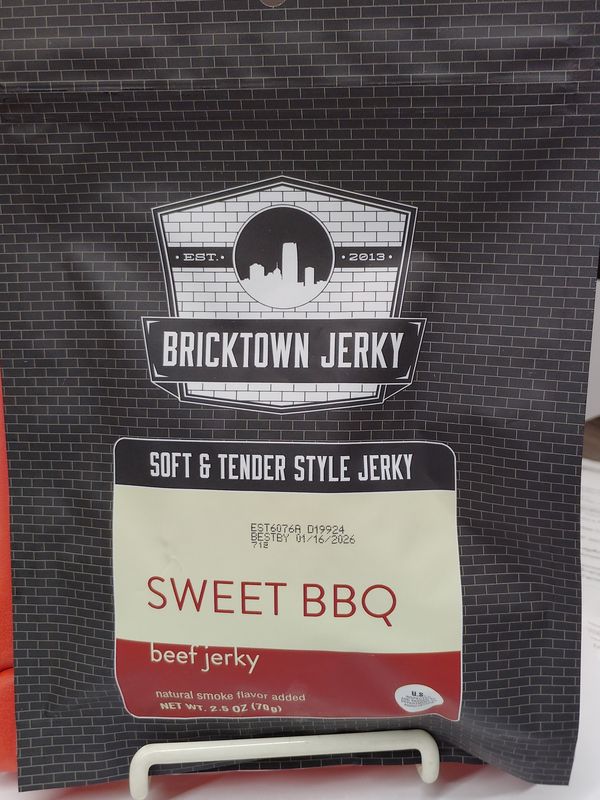 · EST. ·
· 2013 ·
BRICKTOWN JERKY
SOFT & TENDER STYLE JERKY
EST6076A D19924
BESTBY 01/16/2026
SWEET BBQ
beef jerky
natural smoke flavor added
NET WT. 2.5 OZ (70g)
U.S